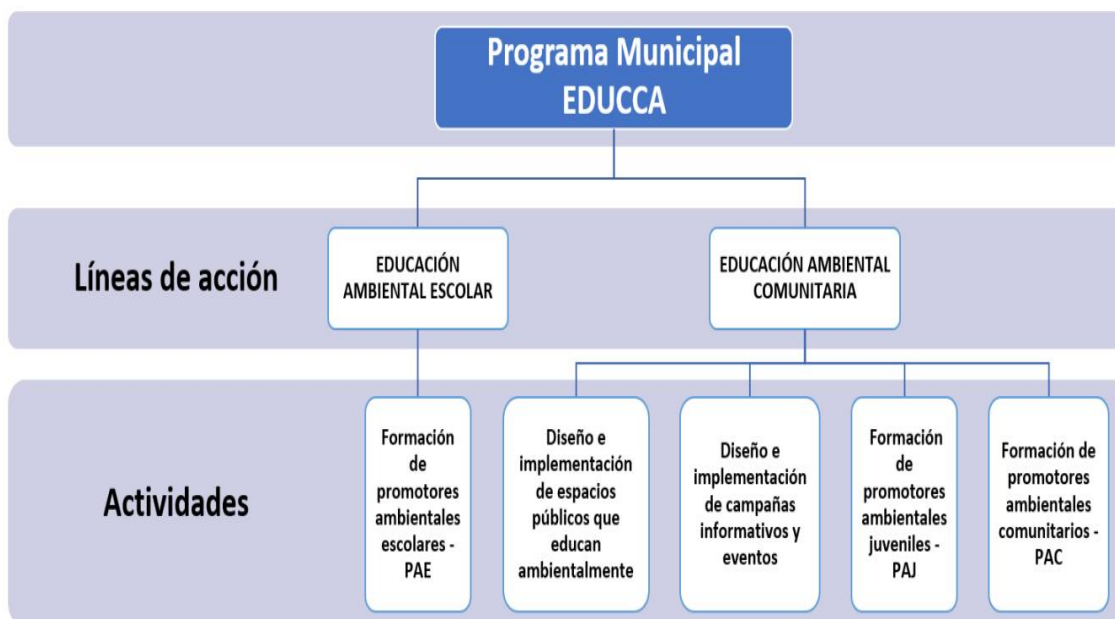 Programa Municipal
EDUCCA
Líneas de acción
EDUCACIÓN
AMBIENTAL ESCOLAR
EDUCACIÓN AMBIENTAL
COMUNITARIA
Actividades
Formación
de
promotores
ambientales
escolares -
PAE
Diseño e
implementación
de espacios
públicos que
educan
ambientalmente
Diseño e
implementación
de campañas
informativos y
eventos
Formación
de
promotores
ambientales
juveniles -
PAJ
Formación de
promotores
ambientales
comunitarios -
PAC